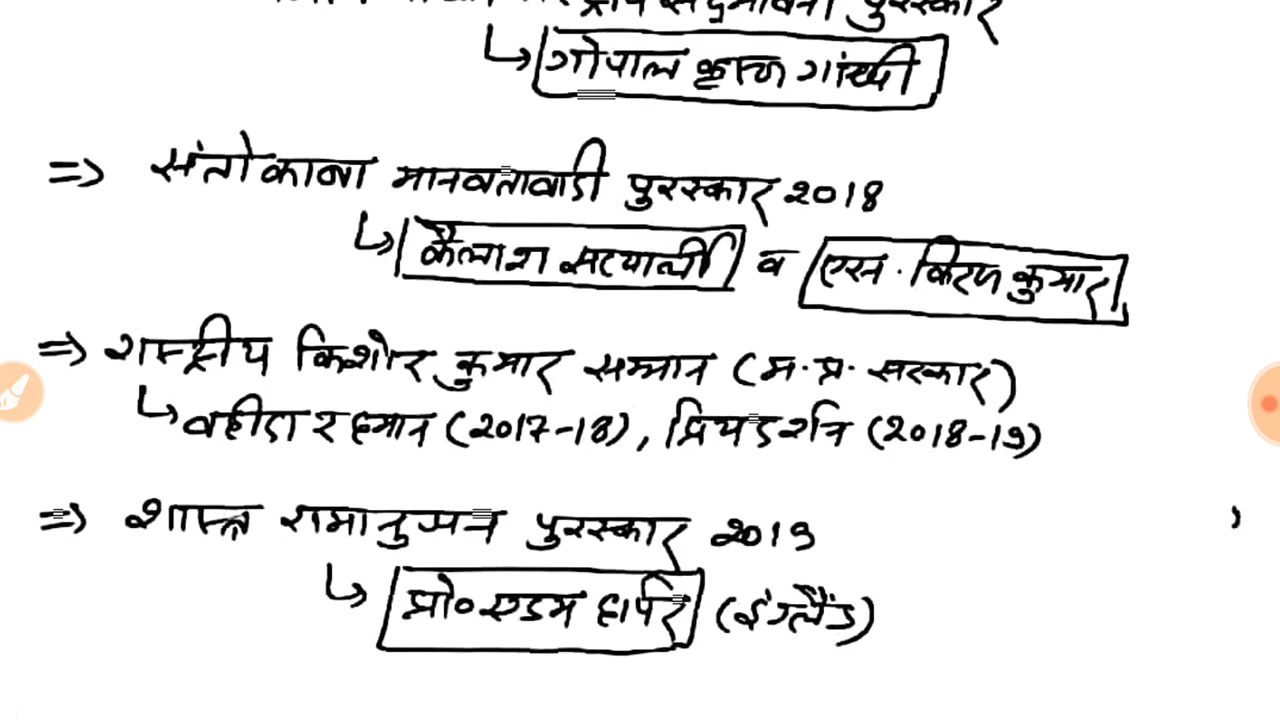 पुरस्कार
↳ गोपाल कृष्ण गांधी
=> संतोकाबा मानवतावादी पुरस्कार 2018
↳ कैलाश सत्यार्थी व एस. किरण कुमार
=> राष्ट्रीय किशोर कुमार सम्मान (म.प्र. सरकार)
↳ वहीदा रहमान (2017-18), प्रियदर्शन (2018-19)
=> शास्त्र रामानुजन पुरस्कार 2019
↳ प्रो० एडम हार्पर (इंग्लैंड)